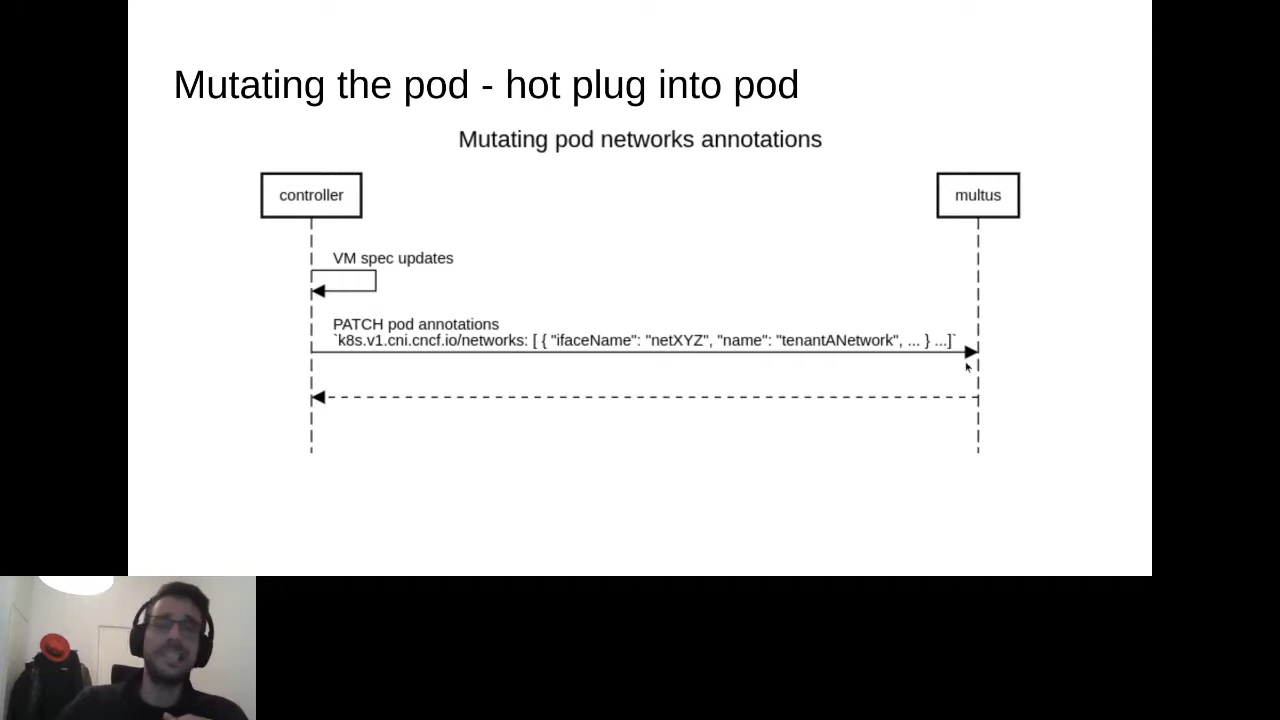 Mutating the pod - hot plug into pod
Mutating pod networks annotations
controller
multus
VM spec updates
PATCH pod annotations
`k8s.v1.cni.cncf.io/networks: [ { "ifaceName": "netXYZ", "name": "tenantANetwork", ... } ...]`